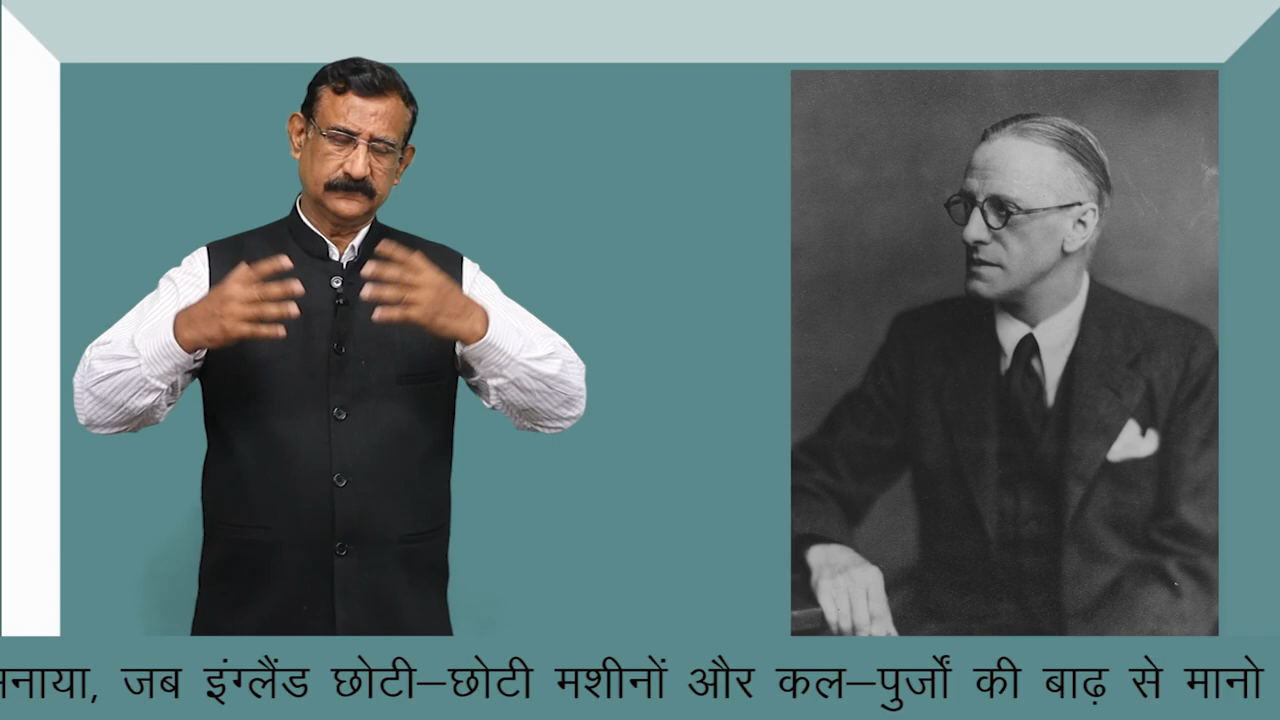 जब इंग्लैंड छोटी–छोटी मशीनों और कल–पुर्जों की बाढ़ से मानो